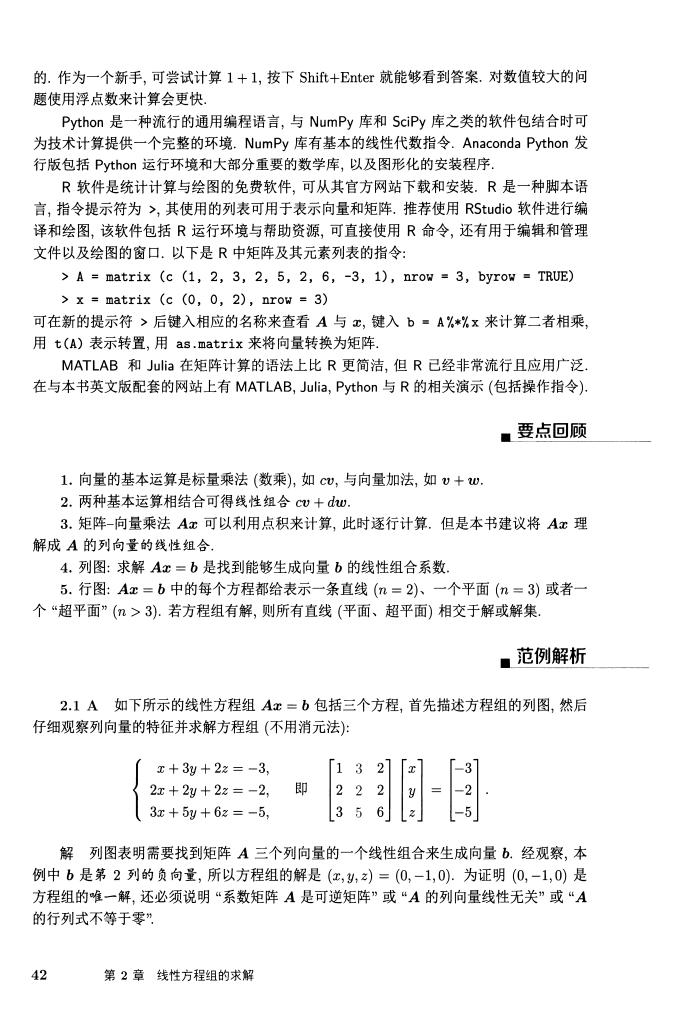 的. 作为一个新手, 可尝试计算 1 + 1, 按下 Shift+Enter 就能够看到答案. 对数值较大的问
题使用浮点数来计算会更快.
Python 是一种流行的通用编程语言, 与 NumPy 库和 SciPy 库之类的软件包结合时可
为技术计算提供一个完整的环境. NumPy 库有基本的线性代数指令. Anaconda Python 发
行版包括 Python 运行环境和大部分重要的数学库, 以及图形化的安装程序.
R 软件是统计计算与绘图的免费软件, 可从其官方网站下载和安装. R 是一种脚本语
言, 指令提示符为 >, 其使用的列表可用于表示向量和矩阵. 推荐使用 RStudio 软件进行编
译和绘图, 该软件包括 R 运行环境与帮助资源, 可直接使用 R 命令, 还有用于编辑和管理
文件以及绘图的窗口. 以下是 R 中矩阵及其元素列表的指令:
> A = matrix (c (1, 2, 3, 2, 5, 2, 6, -3, 1), nrow = 3, byrow = TRUE)
> x = matrix (c (0, 0, 2), nrow = 3)
可在新的提示符 > 后键入相应的名称来查看 A 与 x, 键入 b = A%*%x 来计算二者相乘,
用 t(A) 表示转置, 用 as.matrix 来将向量转换为矩阵.
MATLAB 和 Julia 在矩阵计算的语法上比 R 更简洁, 但 R 已经非常流行且应用广泛.
在与本书英文版配套的网站上有 MATLAB, Julia, Python 与 R 的相关演示 (包括操作指令).
■ 要点回顾
1. 向量的基本运算是标量乘法 (数乘), 如 cv, 与向量加法, 如 v + w.
2. 两种基本运算相结合可得线性组合 cv + dw.
3. 矩阵–向量乘法 Ax 可以利用点积来计算, 此时逐行计算. 但是本书建议将 Ax 理
解成 A 的列向量的线性组合.
4. 列图: 求解 Ax = b 是找到能够生成向量 b 的线性组合系数.
5. 行图: Ax = b 中的每个方程都给表示一条直线 (n = 2)、一个平面 (n = 3) 或者一
个 “超平面” (n > 3). 若方程组有解, 则所有直线 (平面、超平面) 相交于解或解集.
■ 范例解析
2.1 A 如下所示的线性方程组 Ax = b 包括三个方程, 首先描述方程组的列图, 然后
仔细观察列向量的特征并求解方程组 (不用消元法):
x + 3y + 2z = −3, [1 3 2] [x] [−3]
2x + 2y + 2z = −2, 即 [2 2 2] [y] = [−2] .
3x + 5y + 6z = −5, [3 5 6] [z] [−5]
解 列图表明需要找到矩阵 A 三个列向量的一个线性组合来生成向量 b. 经观察, 本
例中 b 是第 2 列的负向量, 所以方程组的解是 (x, y, z) = (0, −1, 0). 为证明 (0, −1, 0) 是
方程组的唯一解, 还必须说明 “系数矩阵 A 是可逆矩阵” 或 “A 的列向量线性无关” 或 “A
的行列式不等于零”.
42 第 2 章 线性方程组的求解